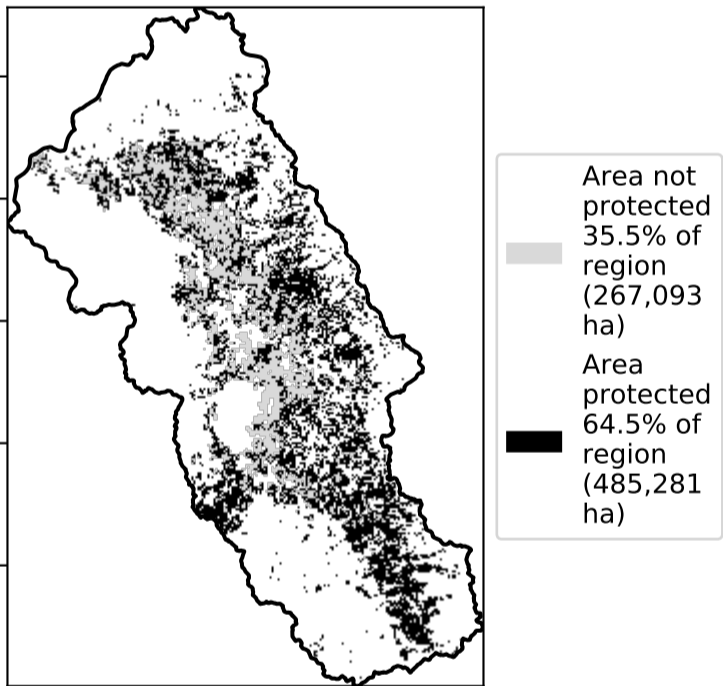 Area not
protected
35.5% of
region
(267,093
ha)
Area
protected
64.5% of
region
(485,281
ha)